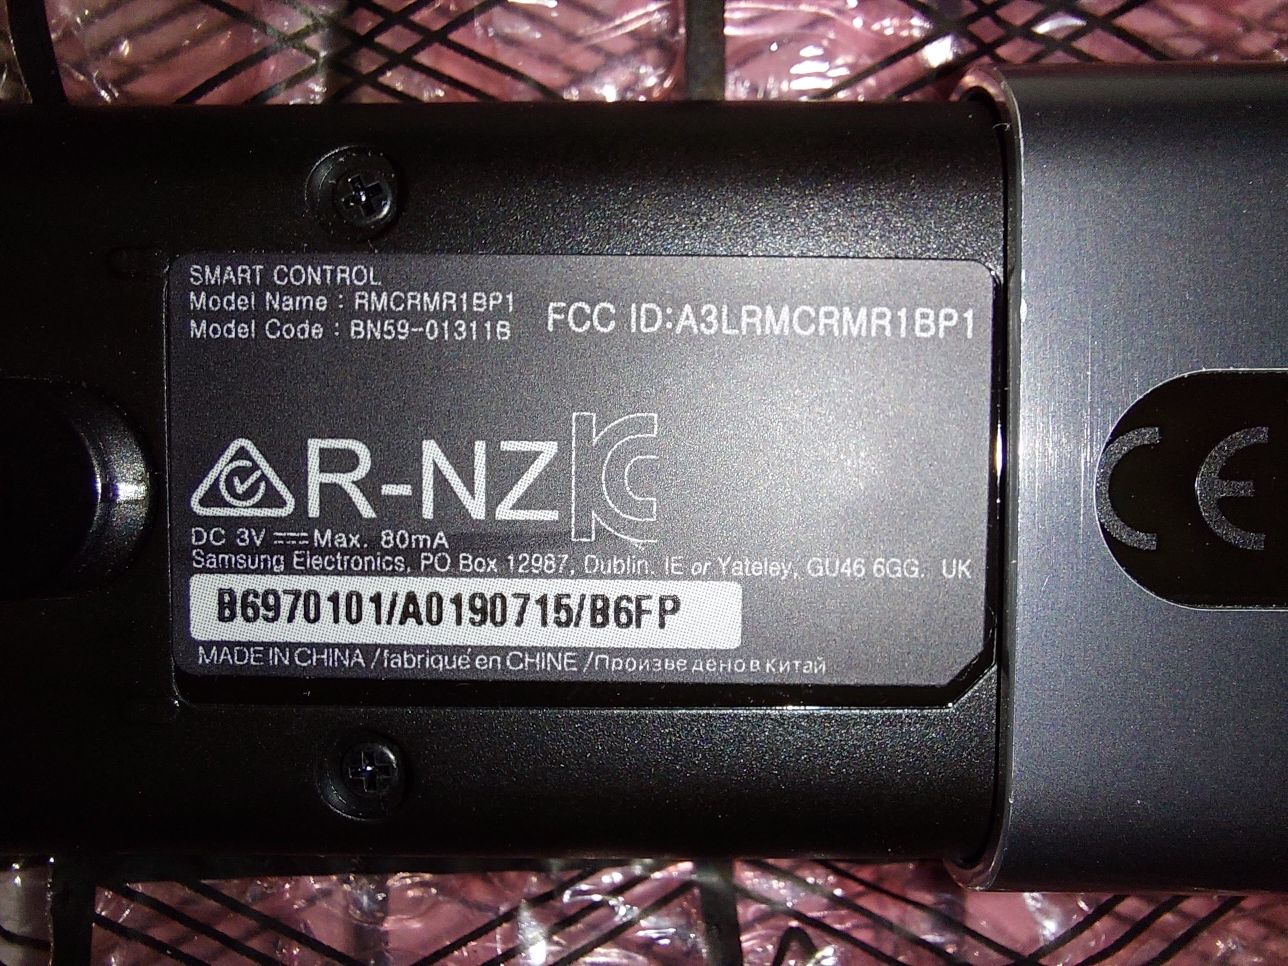 SMART CONTROL
Model Name : RMCRMR1BP1
Model Code : BN59-01311B
FCC ID:A3LRMCRMR1BP1
R-NZ
DC 3V Max. 80mA
Samsung Electronics, PO Box 12987, Dublin. IE or Yateley, GU46 6GG. UK
B6970101/A0190715/B6FP
MADE IN CHINA /fabriqué en CHINE /Произведено в Китай
CE